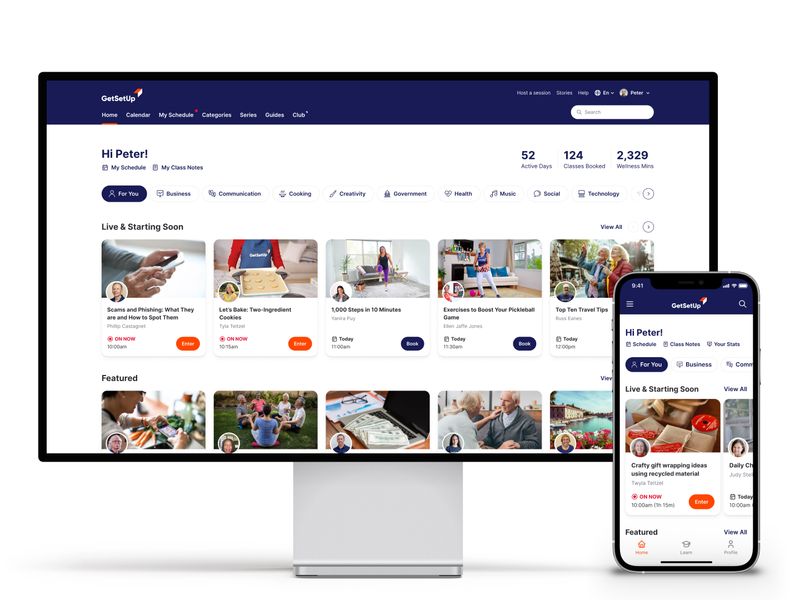 GetSetUp
Host a session Stories Help En Peter
Home Calendar My Schedule Categories Series Guides Club
Search
Hi Peter!
My Schedule My Class Notes
52 124 2,329
Active Days Classes Booked Wellness Mins
For You Business Communication Cooking Creativity Government Health Music Social Technology
Live & Starting Soon View All
GetSetUp
Scams and Phishing: What They
are and How to Spot Them
Phillip Castagnet
ON NOW
10:00am
Enter
Let's Bake: Two-Ingredient
Cookies
Tyla Teitzel
ON NOW
10:15am
Enter
1,000 Steps in 10 Minutes
Yanira Puy
Today
11:00am
Book
Exercises to Boost Your Pickleball
Game
Ellen Jaffe Jones
Today
11:30am
Book
Top Ten Travel Tips
Russ Eanes
Today
12:00pm
Featured View
9:41
GetSetUp
Hi Peter!
Schedule Class Notes Your Stats
For You Business Comm
Live & Starting Soon View All
Crafty gift wrapping ideas
using recycled material
Twyla Teitzel
ON NOW
10:00am (1h 15m)
Enter
Daily Ch
Judy Stel
Today
10:00am
Featured View All
Home Learn Profile